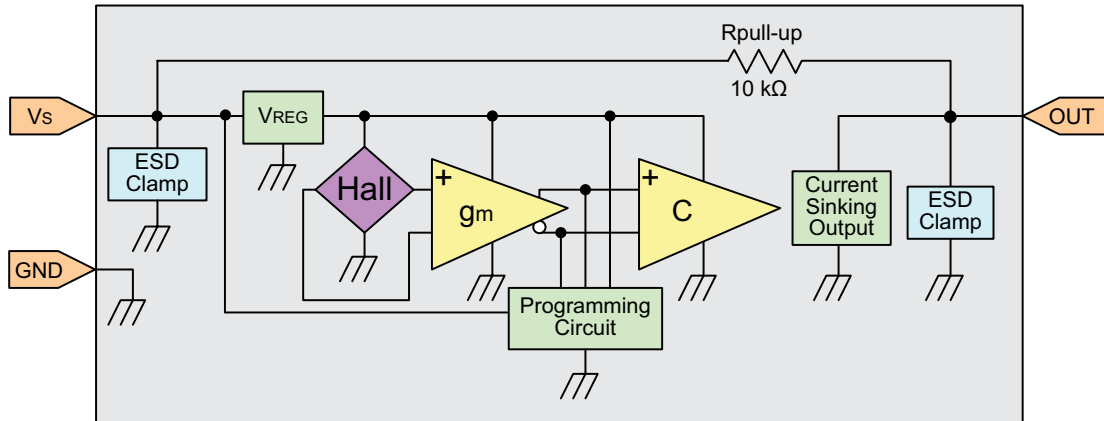 Rpull-up
10 kΩ
VS
VREG
OUT
ESD
Clamp
Hall
+
gm
+
C
Current
Sinking
Output
ESD
Clamp
GND
Programming
Circuit